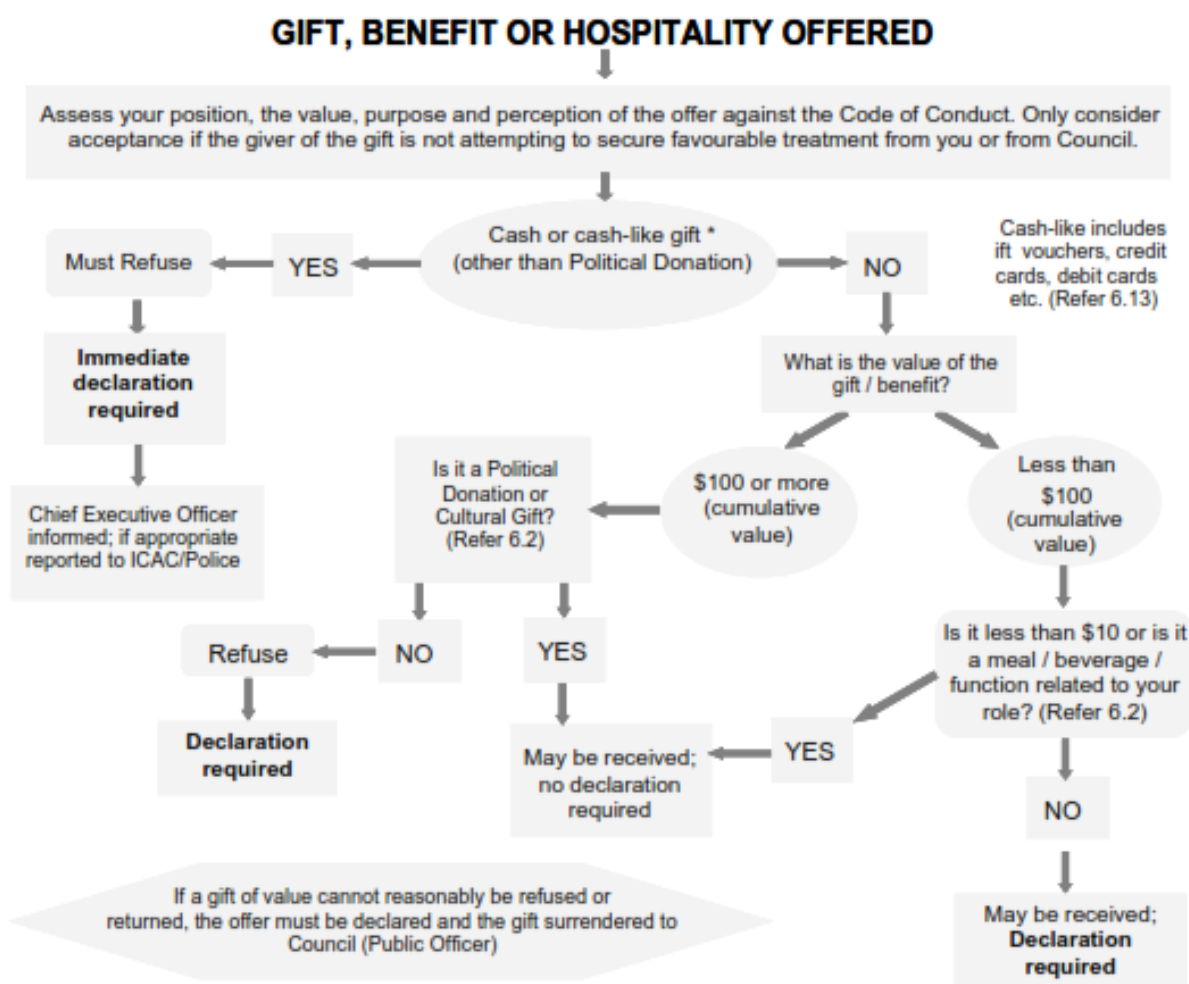 GIFT, BENEFIT OR HOSPITALITY OFFERED
Assess your position, the value, purpose and perception of the offer against the Code of Conduct. Only consider
acceptance if the giver of the gift is not attempting to secure favourable treatment from you or from Council.
Cash or cash-like gift *
(other than Political Donation)
YES
Must Refuse
NO
Cash-like includes
ift vouchers, credit
cards, debit cards
etc. (Refer 6.13)
Immediate
declaration
required
What is the value of the
gift / benefit?
Chief Executive Officer
informed; if appropriate
reported to ICAC/Police
Is it a Political
Donation or
Cultural Gift?
(Refer 6.2)
$100 or more
(cumulative
value)
Less than
$100
(cumulative
value)
Refuse
NO
YES
Is it less than $10 or is it
a meal / beverage /
function related to your
role? (Refer 6.2)
Declaration
required
May be received;
no declaration
required
YES
NO
If a gift of value cannot reasonably be refused or
returned, the offer must be declared and the gift surrendered to
Council (Public Officer)
May be received;
Declaration
required